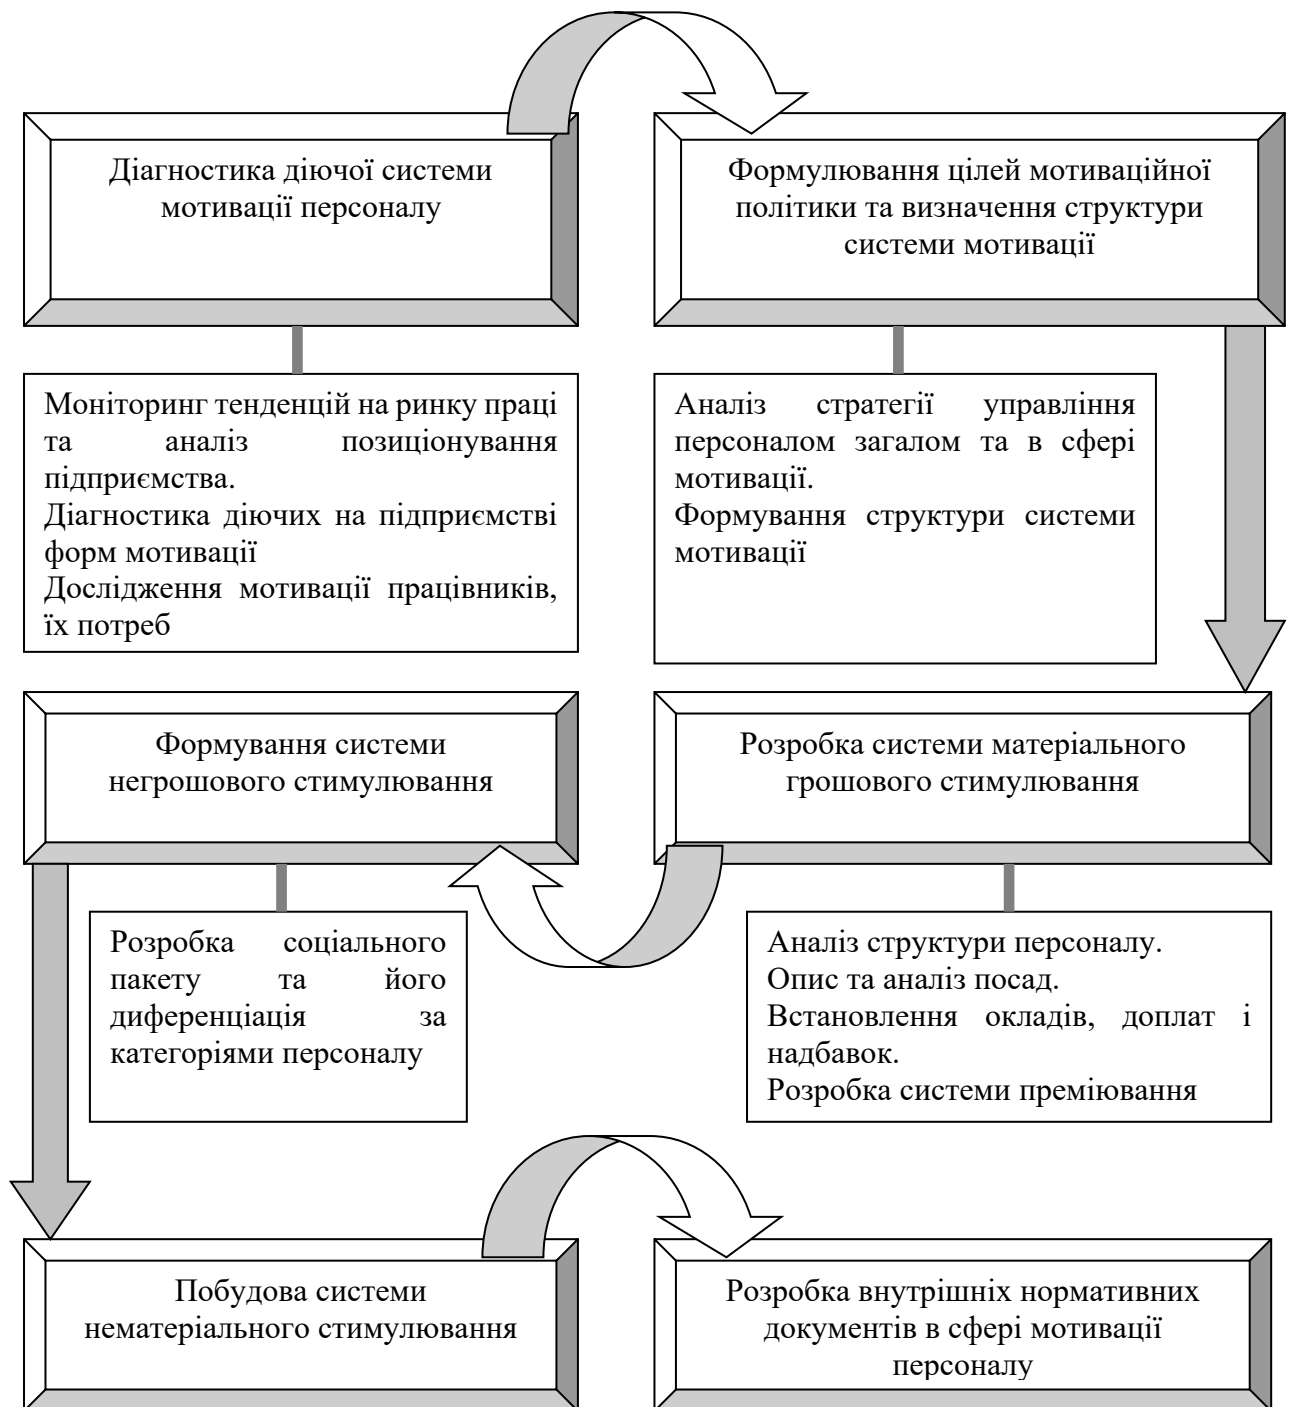 Діагностика діючої системи
мотивації персоналу
Формулювання цілей мотиваційної
політики та визначення структури
системи мотивації
Моніторинг тенденцій на ринку праці
та аналіз позиціонування
підприємства.
Діагностика діючих на підприємстві
форм мотивації
Дослідження мотивації працівників,
їх потреб
Аналіз стратегії управління
персоналом загалом та в сфері
мотивації.
Формування структури системи
мотивації
Формування системи
негрошового стимулювання
Розробка системи матеріального
грошового стимулювання
Розробка соціального
пакету та його
диференціація за
категоріями персоналу
Аналіз структури персоналу.
Опис та аналіз посад.
Встановлення окладів, доплат і
надбавок.
Розробка системи преміювання
Побудова системи
нематеріального стимулювання
Розробка внутрішніх нормативних
документів в сфері мотивації
персоналу